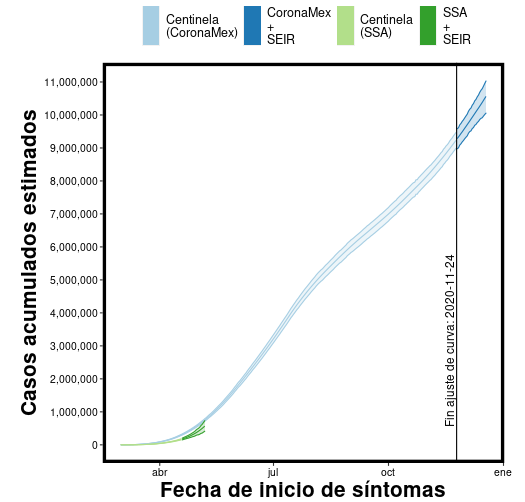 Centinela
(CoronaMex)
CoronaMex
+
SEIR
Centinela
(SSA)
SSA
+
SEIR
Casos acumulados estimados
11,000,000
10,000,000
9,000,000
8,000,000
7,000,000
6,000,000
5,000,000
4,000,000
3,000,000
2,000,000
1,000,000
0
Fin ajuste de curva: 2020-11-24
abr
jul
oct
ene
Fecha de inicio de síntomas